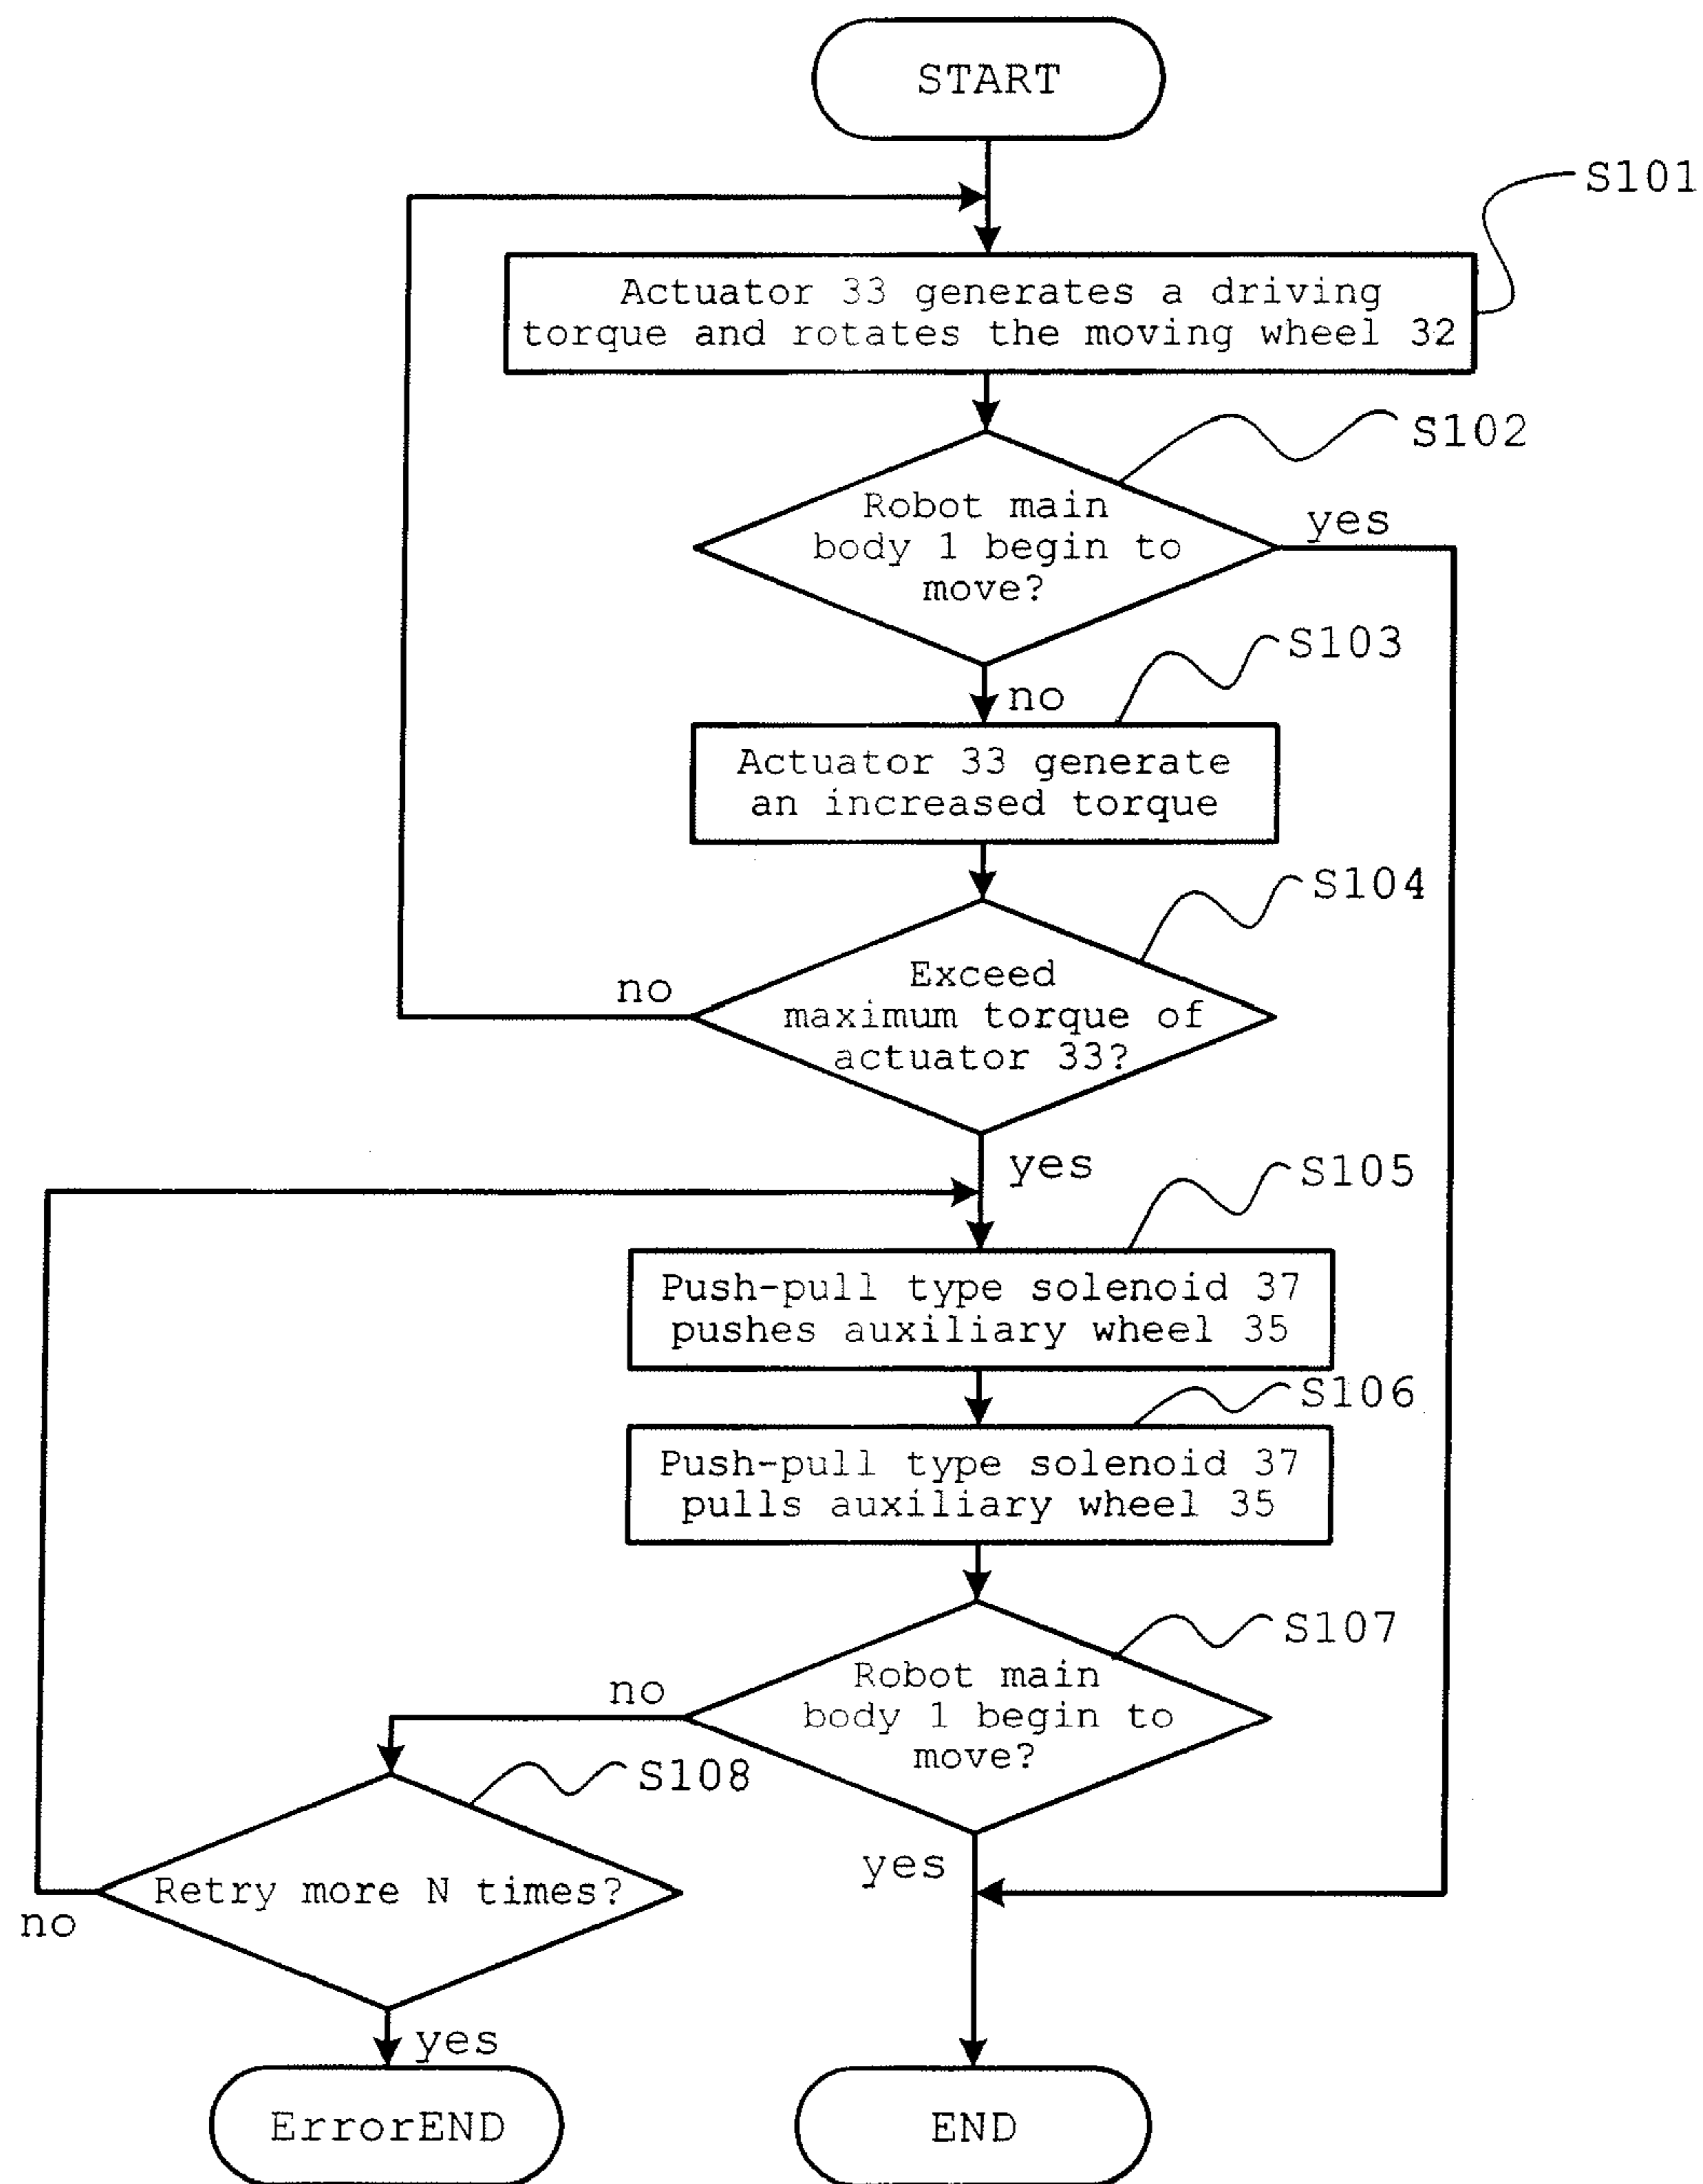 START
S101
Actuator 33 generates a driving
torque and rotates the moving wheel 32
S102
Robot main
body 1 begin to
move?
yes
S103
no
Actuator 33 generate
an increased torque
S104
Exceed
maximum torque of
actuator 33?
no
yes
S105
Push-pull type solenoid 37
pushes auxiliary wheel 35
S106
Push-pull type solenoid 37
pulls auxiliary wheel 35
S107
Robot main
body 1 begin to
move?
no
S108
yes
Retry more N times?
no
yes
ErrorEND
END